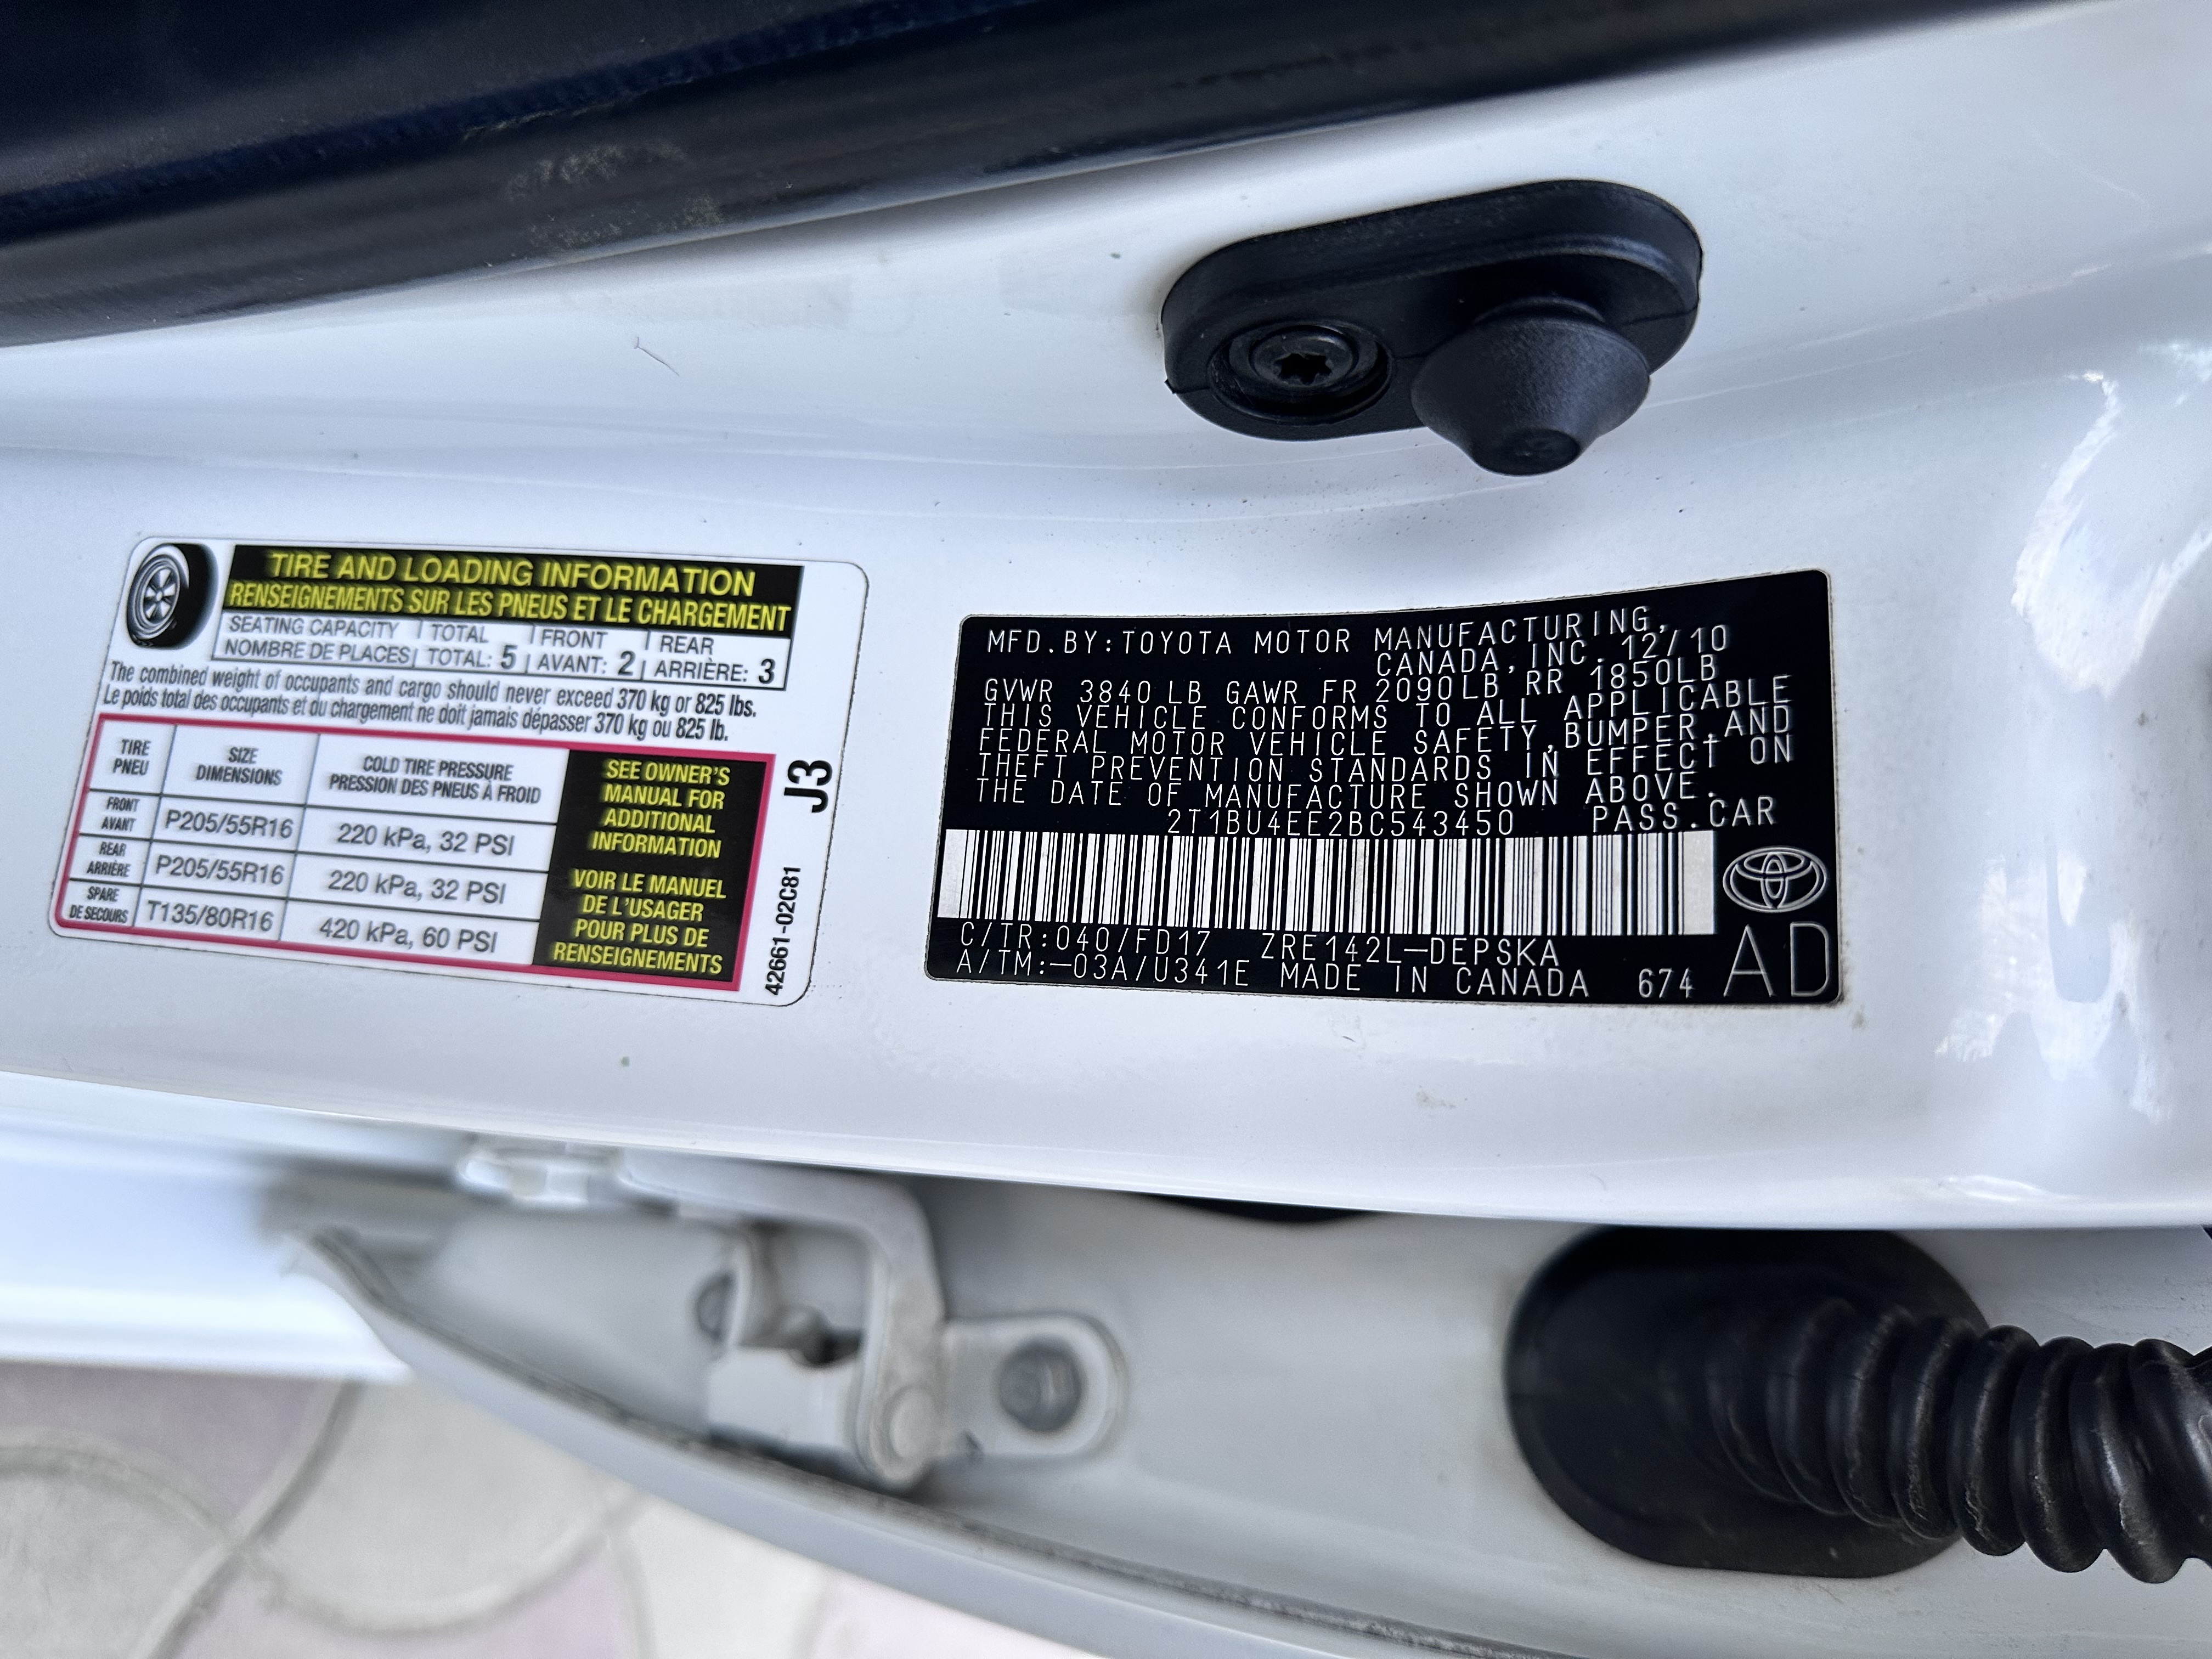 TIRE AND LOADING INFORMATION
RENSEIGNEMENTS SUR LES PNEUS ET LE CHARGEMENT
SEATING CAPACITY TOTAL FRONT REAR
NOMBRE DE PLACES TOTAL: 5 AVANT: 2 ARRIÈRE: 3
The combined weight of occupants and cargo should never exceed 370 kg or 825 lbs.
Le poids total des occupants et du chargement ne doit jamais dépasser 370 kg ou 825 lb.
TIRE SIZE COLD TIRE PRESSURE
PNEU DIMENSIONS PRESSION DES PNEUS À FROID
FRONT
AVANT P205/55R16 220 kPa, 32 PSI
REAR
ARRIÈRE P205/55R16 220 kPa, 32 PSI
SPARE
DE SECOURS T135/80R16 420 kPa, 60 PSI
SEE OWNER'S
MANUAL FOR
ADDITIONAL
INFORMATION
VOIR LE MANUEL
DE L'USAGER
POUR PLUS DE
RENSEIGNEMENTS
J3
42661-02C81
MFD.BY:TOYOTA MOTOR MANUFACTURING,
CANADA,INC. 12/10
GVWR 3840 LB GAWR FR 2090LB RR 1850LB
THIS VEHICLE CONFORMS TO ALL APPLICABLE
FEDERAL MOTOR VEHICLE SAFETY,BUMPER,AND
THEFT PREVENTION STANDARDS IN EFFECT ON
THE DATE OF MANUFACTURE SHOWN ABOVE.
2T1BU4EE2BC543450 PASS.CAR
C/TR:040/FD17 ZRE142L-DEPSKA
A/TM:-03A/U341E MADE IN CANADA 674 AD